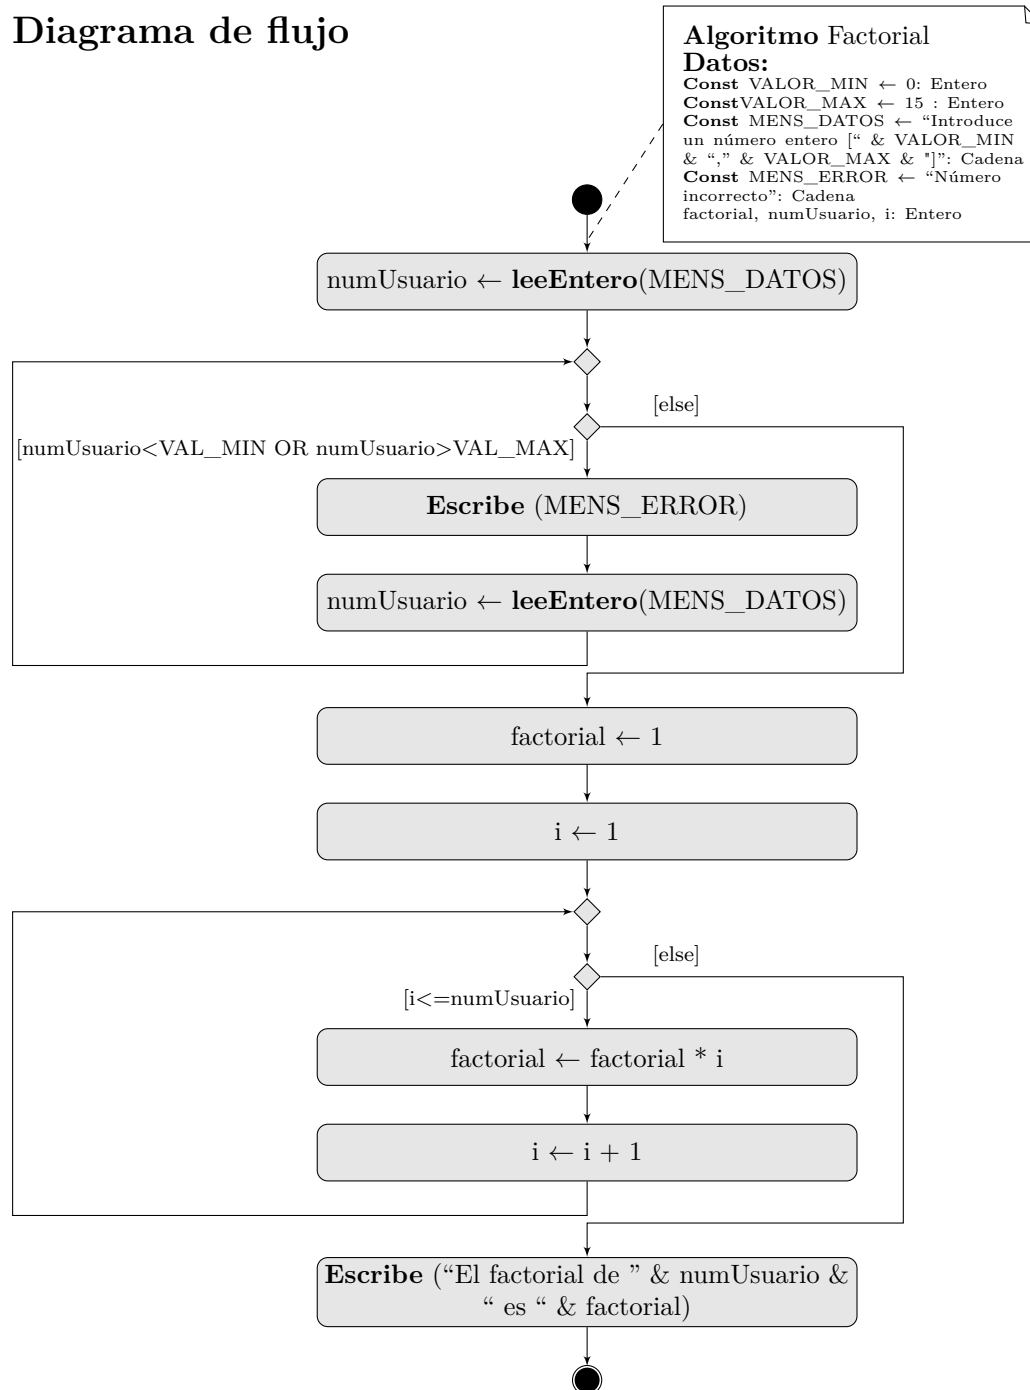 Diagrama de flujo
Algoritmo Factorial
Datos:
Const VALOR_MIN ← 0: Entero
ConstVALOR_MAX ← 15 : Entero
Const MENS_DATOS ← “Introduce
un número entero [“ & VALOR_MIN
& “,” & VALOR_MAX & "]”: Cadena
Const MENS_ERROR ← “Número
incorrecto”: Cadena
factorial, numUsuario, i: Entero
numUsuario ← leeEntero(MENS_DATOS)
[else]
[numUsuario<VAL_MIN OR numUsuario>VAL_MAX]
Escribe (MENS_ERROR)
numUsuario ← leeEntero(MENS_DATOS)
factorial ← 1
i ← 1
[else]
[i<=numUsuario]
factorial ← factorial * i
i ← i + 1
Escribe (“El factorial de ” & numUsuario &
“ es “ & factorial)